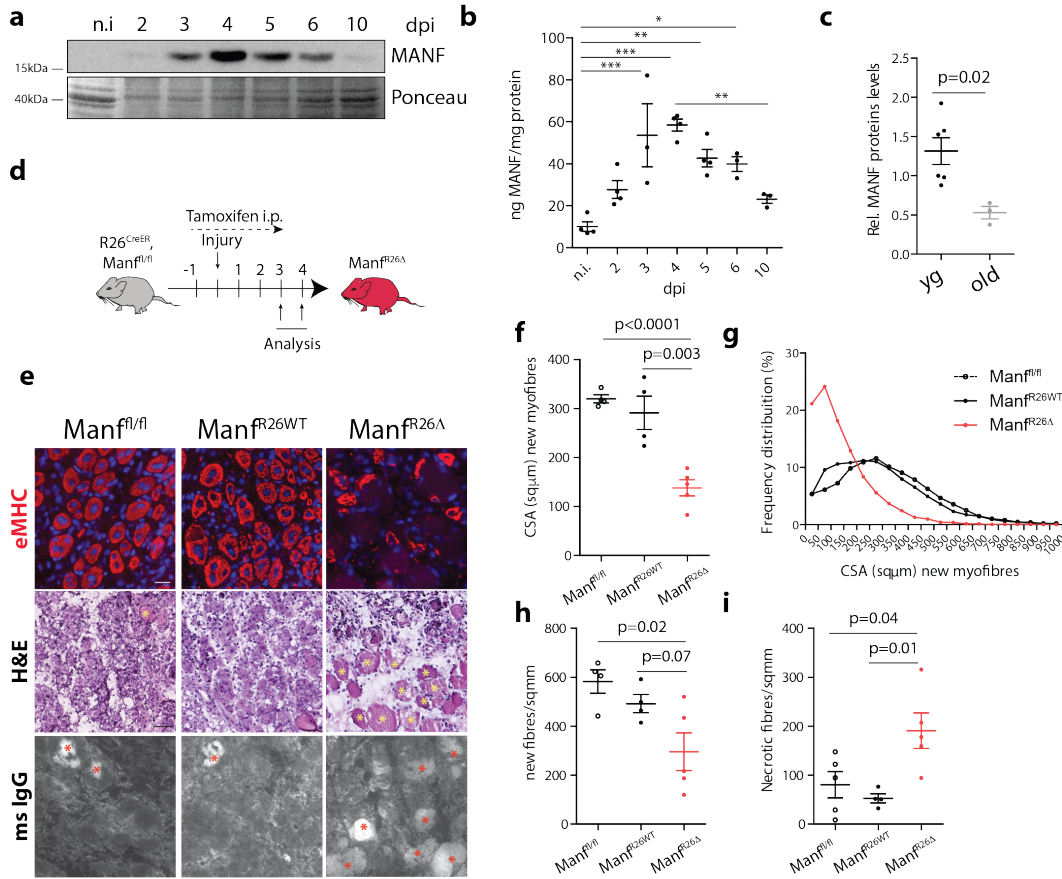 a
n.i 2 3 4 5 6 10 dpi
MANF
15kDa
40kDa
Ponceau
b
ng MANF/mg protein
100
80
60
40
20
0
* ** *** *** **
n.i. 2 3 4 5 6 10
dpi
c
Rel. MANF proteins levels
2.5
2.0
1.5
1.0
0.5
0.0
p=0.02
yg old
d
Tamoxifen i.p.
Injury
R26CreER,
Manffl/fl
-1 1 2 3 4
ManfR26Δ
Analysis
e
Manffl/fl ManfR26WT ManfR26Δ
eMHC
H&E
ms IgG
f
p<0.0001
p=0.003
CSA (sqµm) new myofibres
400
300
200
100
0
Manffl/fl ManfR26WT ManfR26Δ
g
Frequency distribuition (%)
30
20
10
0
Manffl/fl
ManfR26WT
ManfR26Δ
0 50 100 150 200 250 300 350 400 450 500 550 600 650 700 750 800 850 900 950 1000
CSA (sqµm) new myofibres
h
p=0.02
p=0.07
new fibres/sqmm
800
600
400
200
0
Manffl/fl ManfR26WT ManfR26Δ
i
p=0.04
p=0.01
Necrotic fibres/sqmm
400
300
200
100
0
Manffl/fl ManfR26WT ManfR26Δ